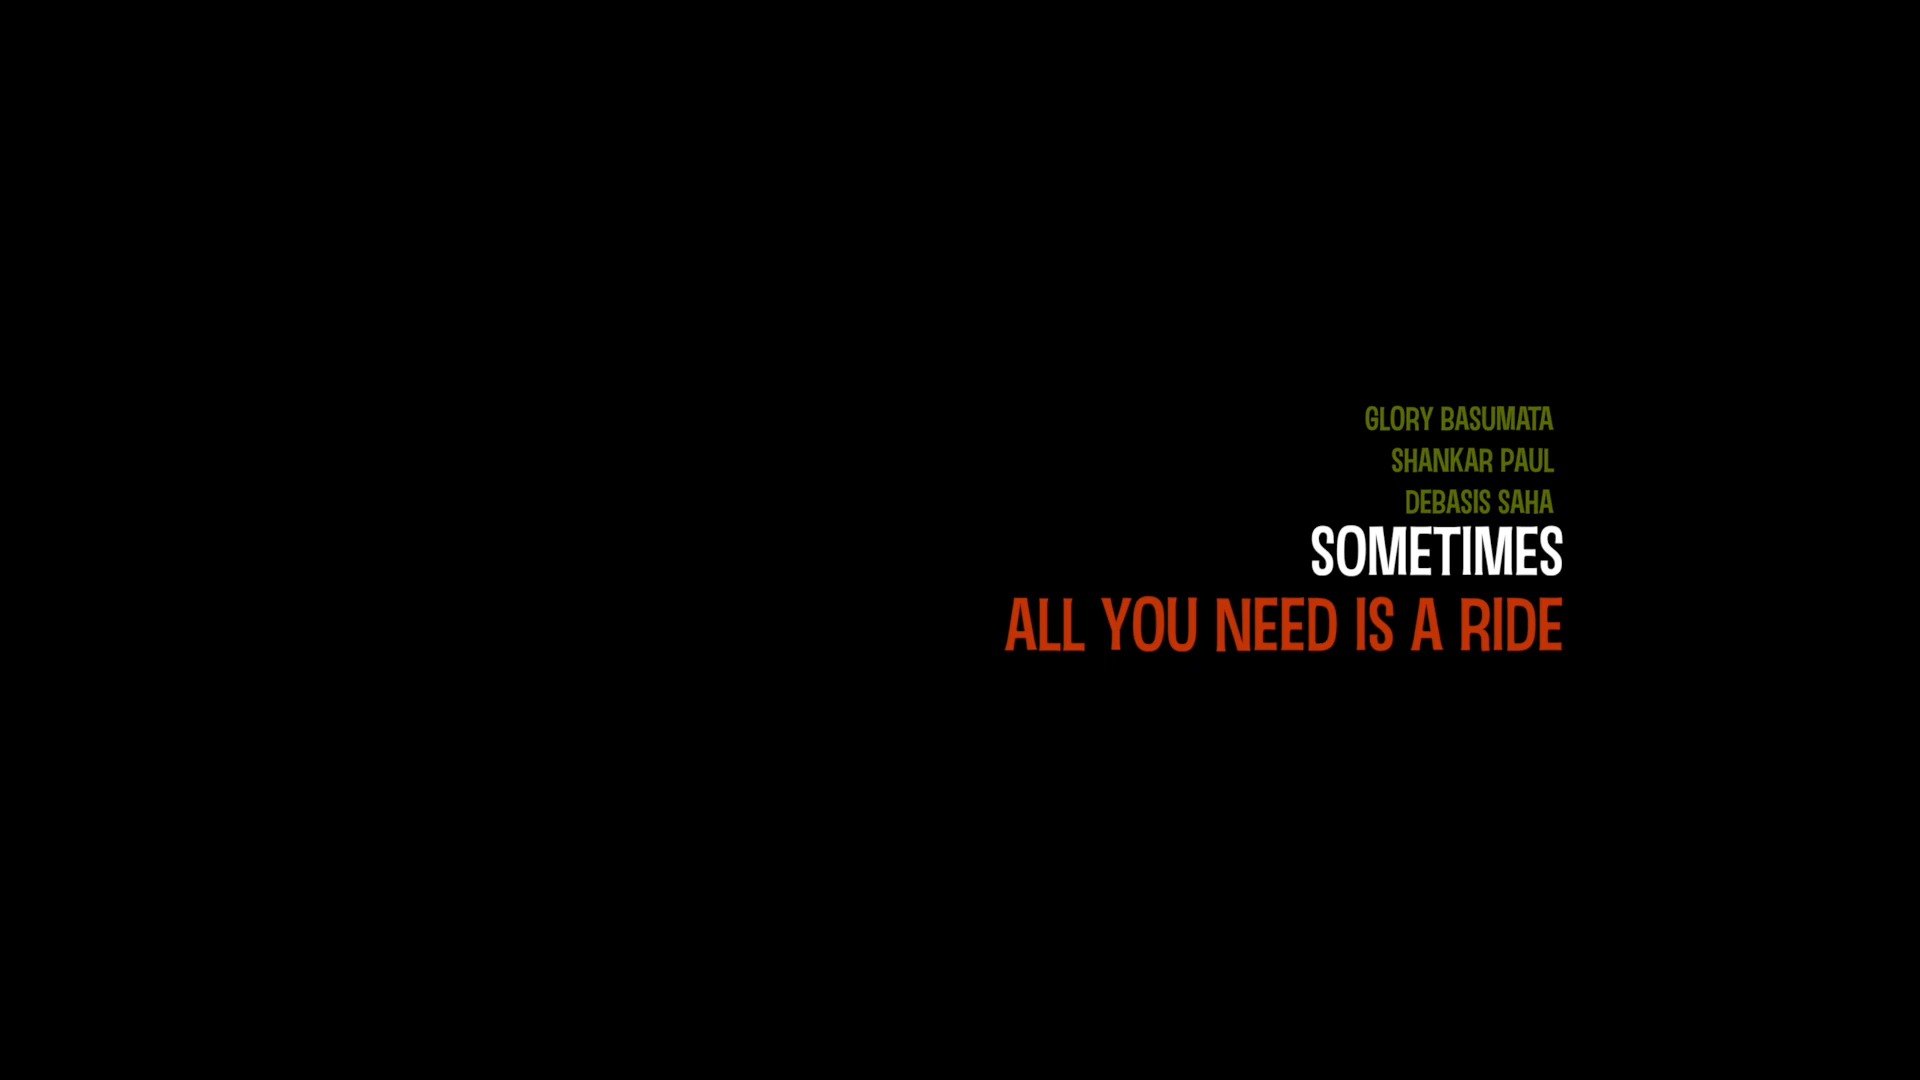 GLORY BASUMATA
SHANKAR PAUL
DEBASIS SAHA
SOMETIMES
ALL YOU NEED IS A RIDE